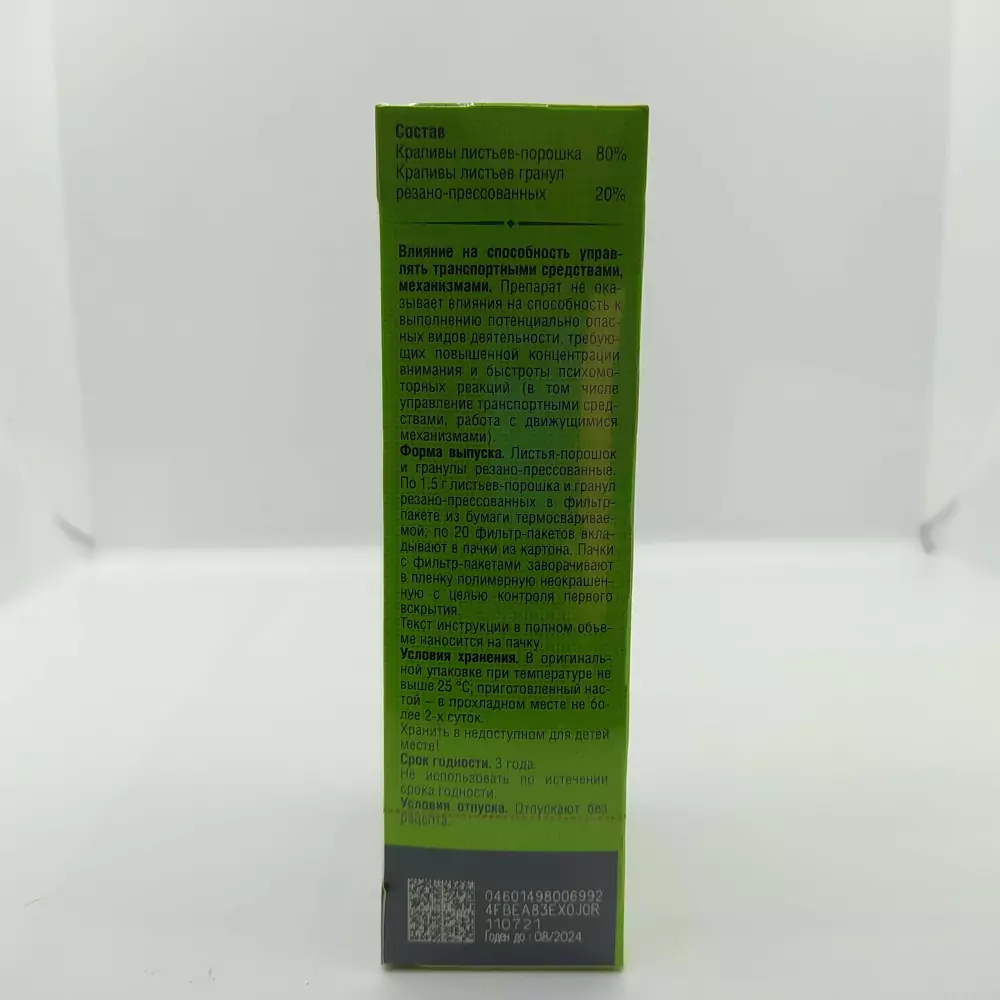 Состав
Крапивы листьев-порошка 80%
Крапивы листьев гранул
резано-прессованных 20%
Влияние на способность управ-
лять транспортными средствами,
механизмами. Препарат не ока-
зывает влияния на способность к
выполнению потенциально опас-
ных видов деятельности, требую-
щих повышенной концентрации
внимания и быстроты психомо-
торных реакций (в том числе
управление транспортными сред-
ствами, работа с движущимися
механизмами).
Форма выпуска. Листья-порошок
и гранулы резано-прессованные.
По 1,5 г листьев-порошка и гранул
резано-прессованных в фильтр-
пакете из бумаги термосваривае-
мой; по 20 фильтр-пакетов вкла-
дывают в пачки из картона. Пачки
с фильтр-пакетами заворачивают
в пленку полимерную неокрашен-
ную с целью контроля первого
вскрытия.
Текст инструкции в полном объе-
ме наносится на пачку.
Условия хранения. В оригиналь-
ной упаковке при температуре не
выше 25 °С; приготовленный нас-
той – в прохладном месте не бо-
лее 2-х суток.
Хранить в недоступном для детей
месте!
Срок годности. 3 года.
Не использовать по истечении
срока годности.
Условия отпуска. Отпускают без
рецепта.
04601498006992
4FBEA83EX0J0R
110721
Годен до : 08/2024